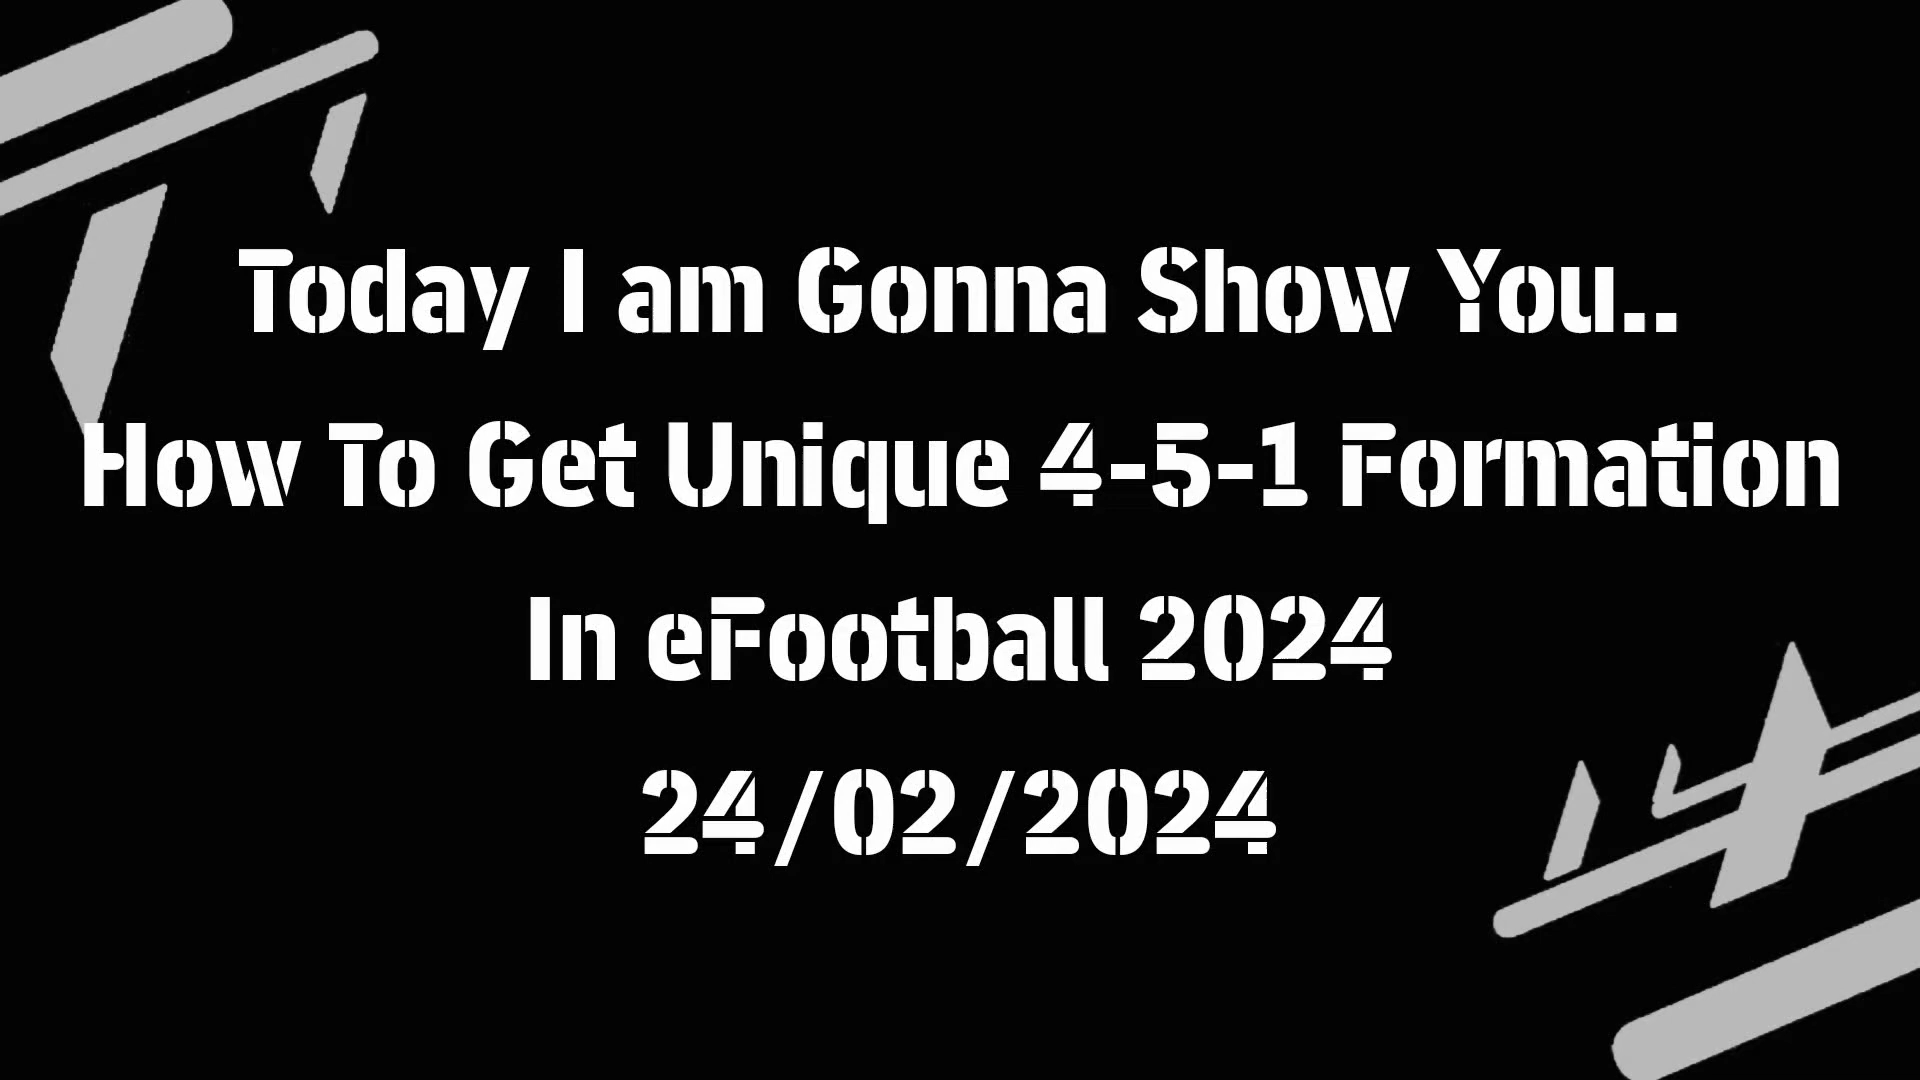 Today I am Gonna Show You..
How To Get Unique 4-5-1 Formation
In eFootball 2024
24/02/2024